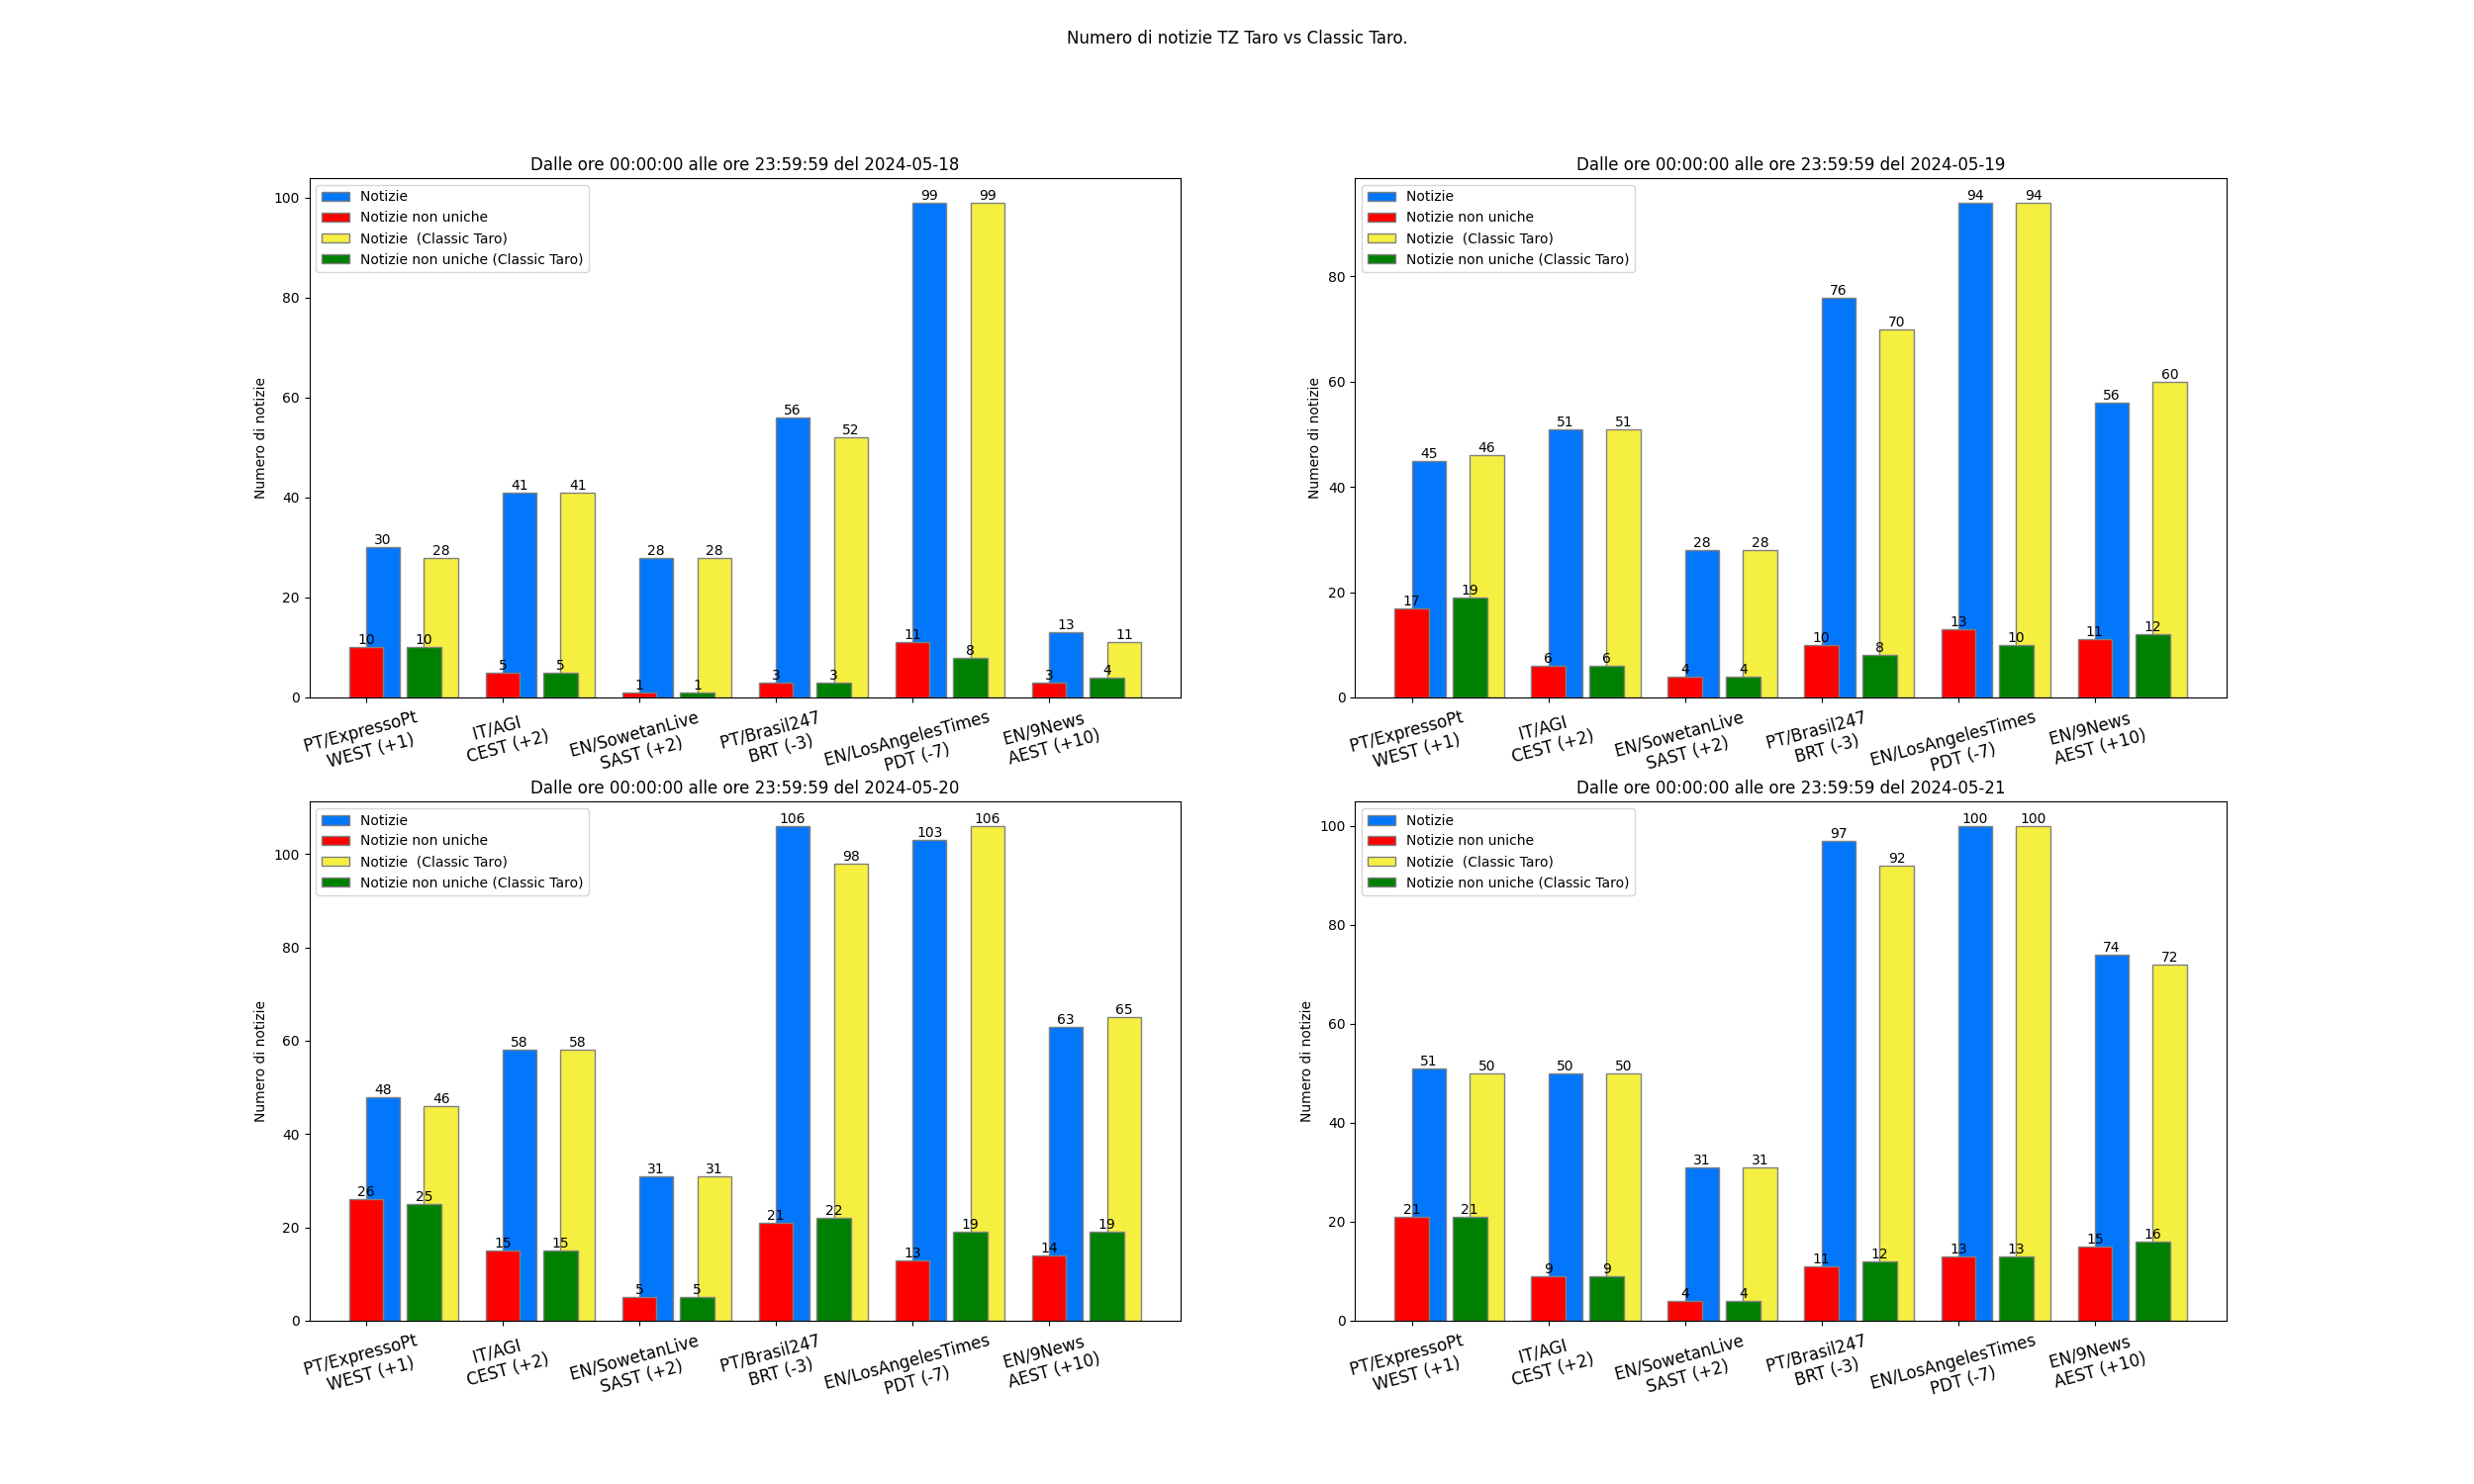 Numero di notizie TZ Taro vs Classic Taro.
Dalle ore 00:00:00 alle ore 23:59:59 del 2024-05-18
Notizie
Notizie non uniche
Notizie  (Classic Taro)
Notizie non uniche (Classic Taro)
Numero di notizie
100
80
60
40
20
0
10 30 10 28
5 41 5 41
1 28 1 28
3 56 3 52
11 99 8 99
3 13 4 11
PT/ExpressoPt
WEST (+1)
IT/AGI
CEST (+2)
EN/SowetanLive
SAST (+2)
PT/Brasil247
BRT (-3)
EN/LosAngelesTimes
PDT (-7)
EN/9News
AEST (+10)
Dalle ore 00:00:00 alle ore 23:59:59 del 2024-05-19
Notizie
Notizie non uniche
Notizie  (Classic Taro)
Notizie non uniche (Classic Taro)
Numero di notizie
80
60
40
20
0
17 45 19 46
6 51 6 51
4 28 4 28
10 76 8 70
13 94 10 94
11 56 12 60
PT/ExpressoPt
WEST (+1)
IT/AGI
CEST (+2)
EN/SowetanLive
SAST (+2)
PT/Brasil247
BRT (-3)
EN/LosAngelesTimes
PDT (-7)
EN/9News
AEST (+10)
Dalle ore 00:00:00 alle ore 23:59:59 del 2024-05-20
Notizie
Notizie non uniche
Notizie  (Classic Taro)
Notizie non uniche (Classic Taro)
Numero di notizie
100
80
60
40
20
0
26 48 25 46
15 58 15 58
5 31 5 31
21 106 22 98
13 103 19 106
14 63 19 65
PT/ExpressoPt
WEST (+1)
IT/AGI
CEST (+2)
EN/SowetanLive
SAST (+2)
PT/Brasil247
BRT (-3)
EN/LosAngelesTimes
PDT (-7)
EN/9News
AEST (+10)
Dalle ore 00:00:00 alle ore 23:59:59 del 2024-05-21
Notizie
Notizie non uniche
Notizie  (Classic Taro)
Notizie non uniche (Classic Taro)
Numero di notizie
100
80
60
40
20
0
21 51 21 50
9 50 9 50
4 31 4 31
11 97 12 92
13 100 13 100
15 74 16 72
PT/ExpressoPt
WEST (+1)
IT/AGI
CEST (+2)
EN/SowetanLive
SAST (+2)
PT/Brasil247
BRT (-3)
EN/LosAngelesTimes
PDT (-7)
EN/9News
AEST (+10)